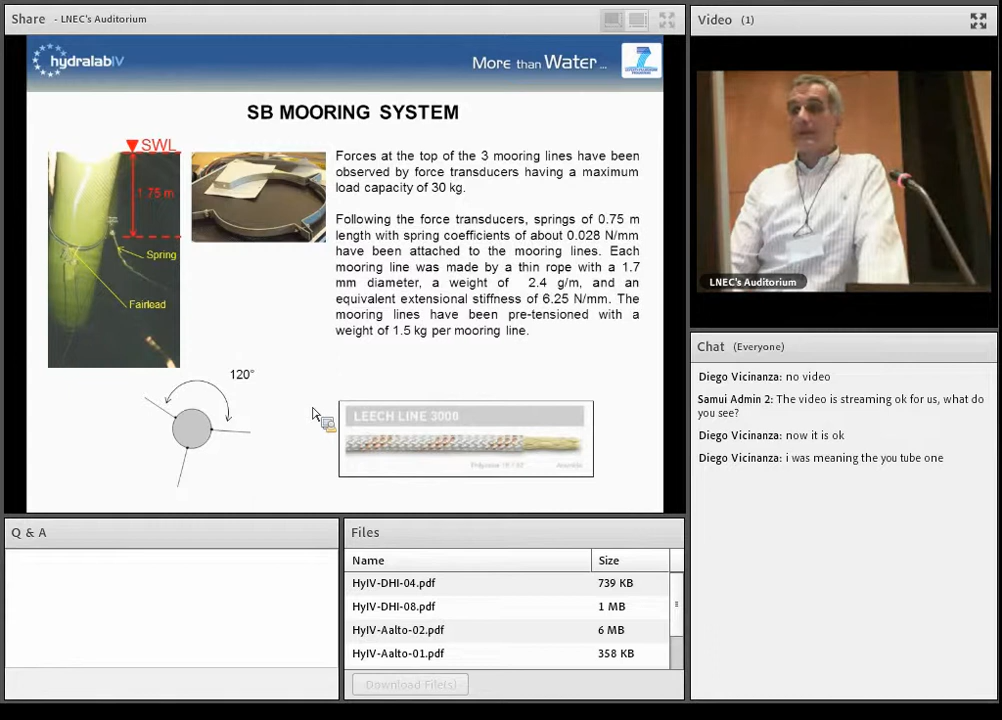 Share - LNEC's Auditorium
hydralab IV
More than Water...
7
SB MOORING SYSTEM
SWL
1.75 m
Spring
Fairload
Forces at the top of the 3 mooring lines have been
observed by force transducers having a maximum
load capacity of 30 kg.
Following the force transducers, springs of 0.75 m
length with spring coefficients of about 0.028 N/mm
have been attached to the mooring lines. Each
mooring line was made by a thin rope with a 1.7
mm diameter, a weight of 2.4 g/m, and an
equivalent extensional stiffness of 6.25 N/mm. The
mooring lines have been pre-tensioned with a
weight of 1.5 kg per mooring line.
120°
LEECH LINE 3000
Video (1)
LNEC's Auditorium
Chat (Everyone)
Diego Vicinanza: no video
Samui Admin 2: The video is streaming ok for us, what do
you see?
Diego Vicinanza: now it is ok
Diego Vicinanza: i was meaning the you tube one
Q & A
Files
Name Size
HyIV-DHI-04.pdf 739 KB
HyIV-DHI-08.pdf 1 MB
HyIV-Aalto-02.pdf 6 MB
HyIV-Aalto-01.pdf 358 KB
Download File(s)